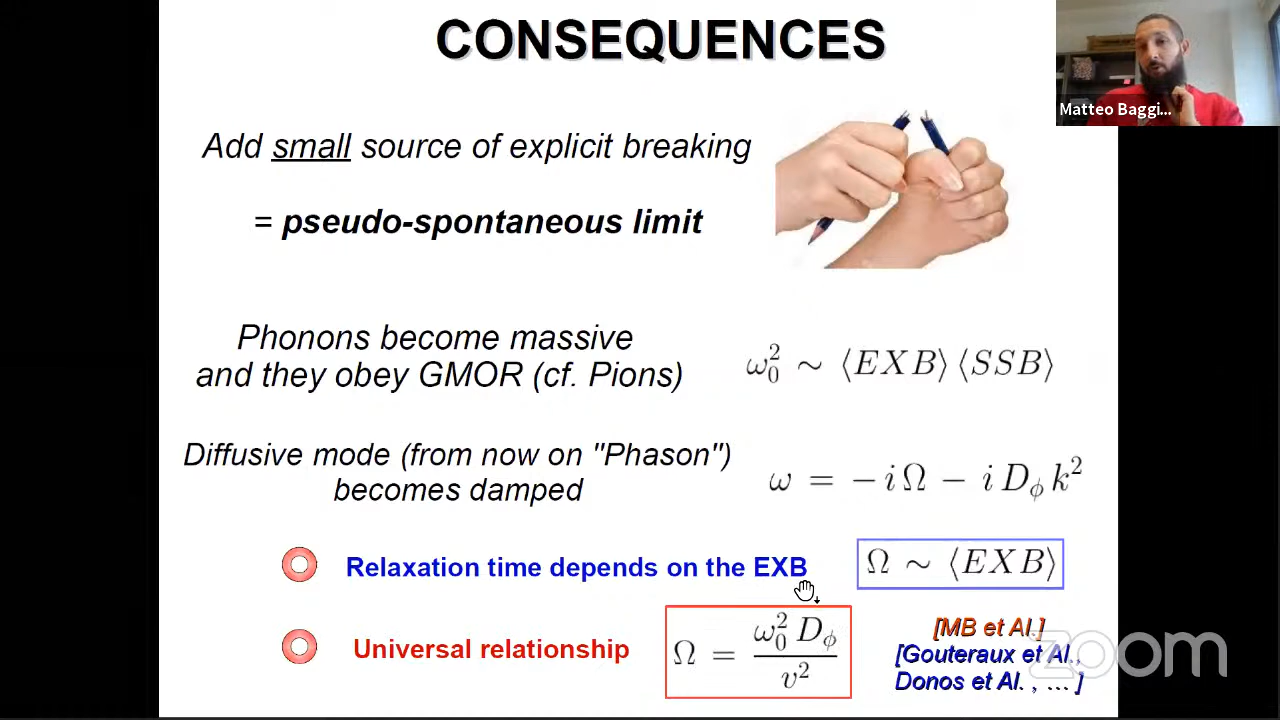 CONSEQUENCES
Matteo Baggi...
Add small source of explicit breaking
= pseudo-spontaneous limit
Phonons become massive
and they obey GMOR (cf. Pions)
ω₀² ~ ⟨EXB⟩⟨SSB⟩
Diffusive mode (from now on "Phason")
becomes damped
ω = −iΩ − iD_ϕ k²
Relaxation time depends on the EXB
Ω ~ ⟨EXB⟩
Universal relationship
Ω = ω₀² D_ϕ / v²
[MB et Al.]
[Gouteraux et Al.,
Donos et Al. , ... ]
zoom